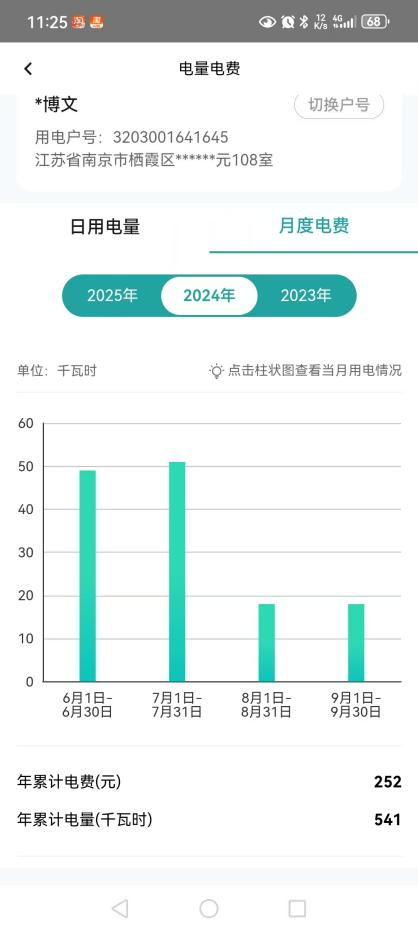 11:25
12
K/s
4G
68
电量电费
*博文
切换户号
用电户号：3203001641645
江苏省南京市栖霞区******元108室
日用电量
月度电费
2025年
2024年
2023年
单位：千瓦时
点击柱状图查看当月用电情况
60
50
40
30
20
10
0
6月1日-
6月30日
7月1日-
7月31日
8月1日-
8月31日
9月1日-
9月30日
年累计电费(元)
252
年累计电量(千瓦时)
541